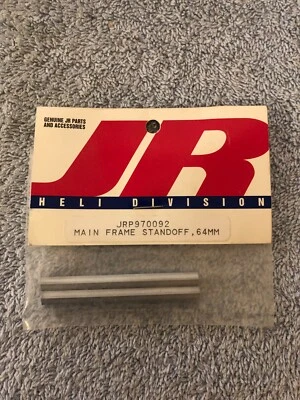 GENUINE JR PARTS
AND ACCESSORIES
JR
HELI DIVISION
JRP970092
MAIN FRAME STANDOFF,64MM